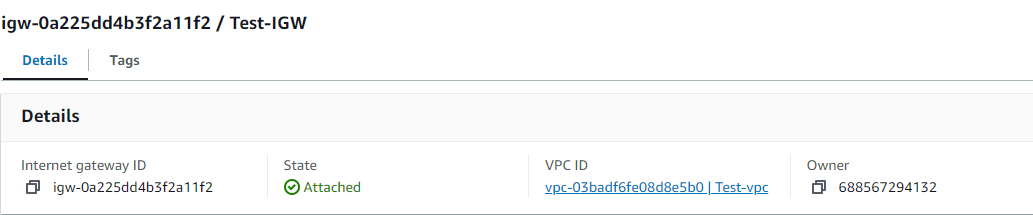 igw-0a225dd4b3f2a11f2 / Test-IGW
Details Tags
Details
Internet gateway ID State VPC ID Owner
igw-0a225dd4b3f2a11f2 Attached vpc-03badf6fe08d8e5b0 | Test-vpc 688567294132